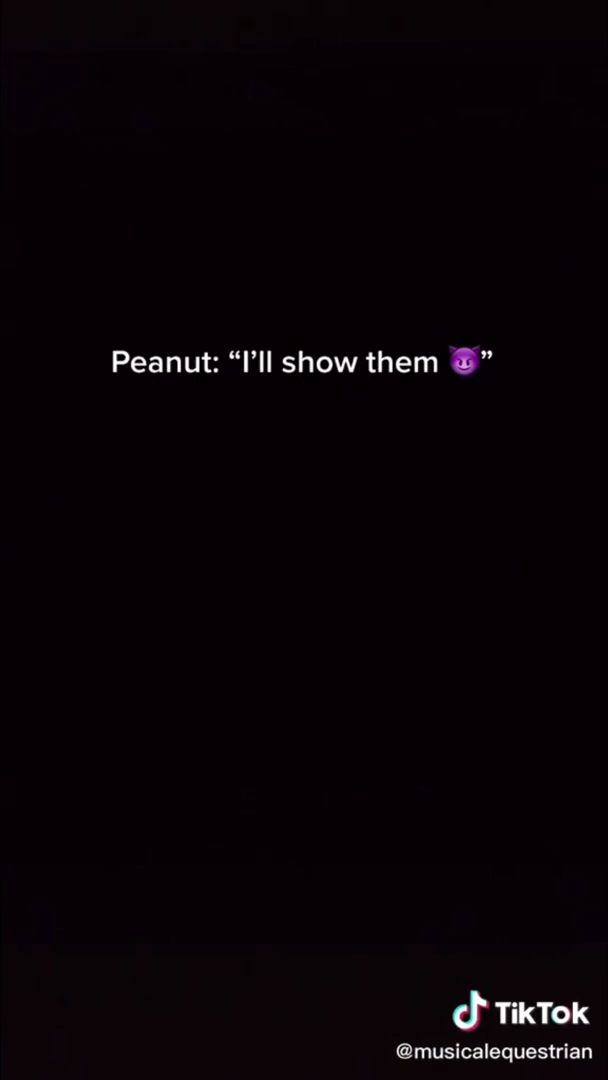 Peanut: “I’ll show them 😈”
TikTok
@musicalequestrian